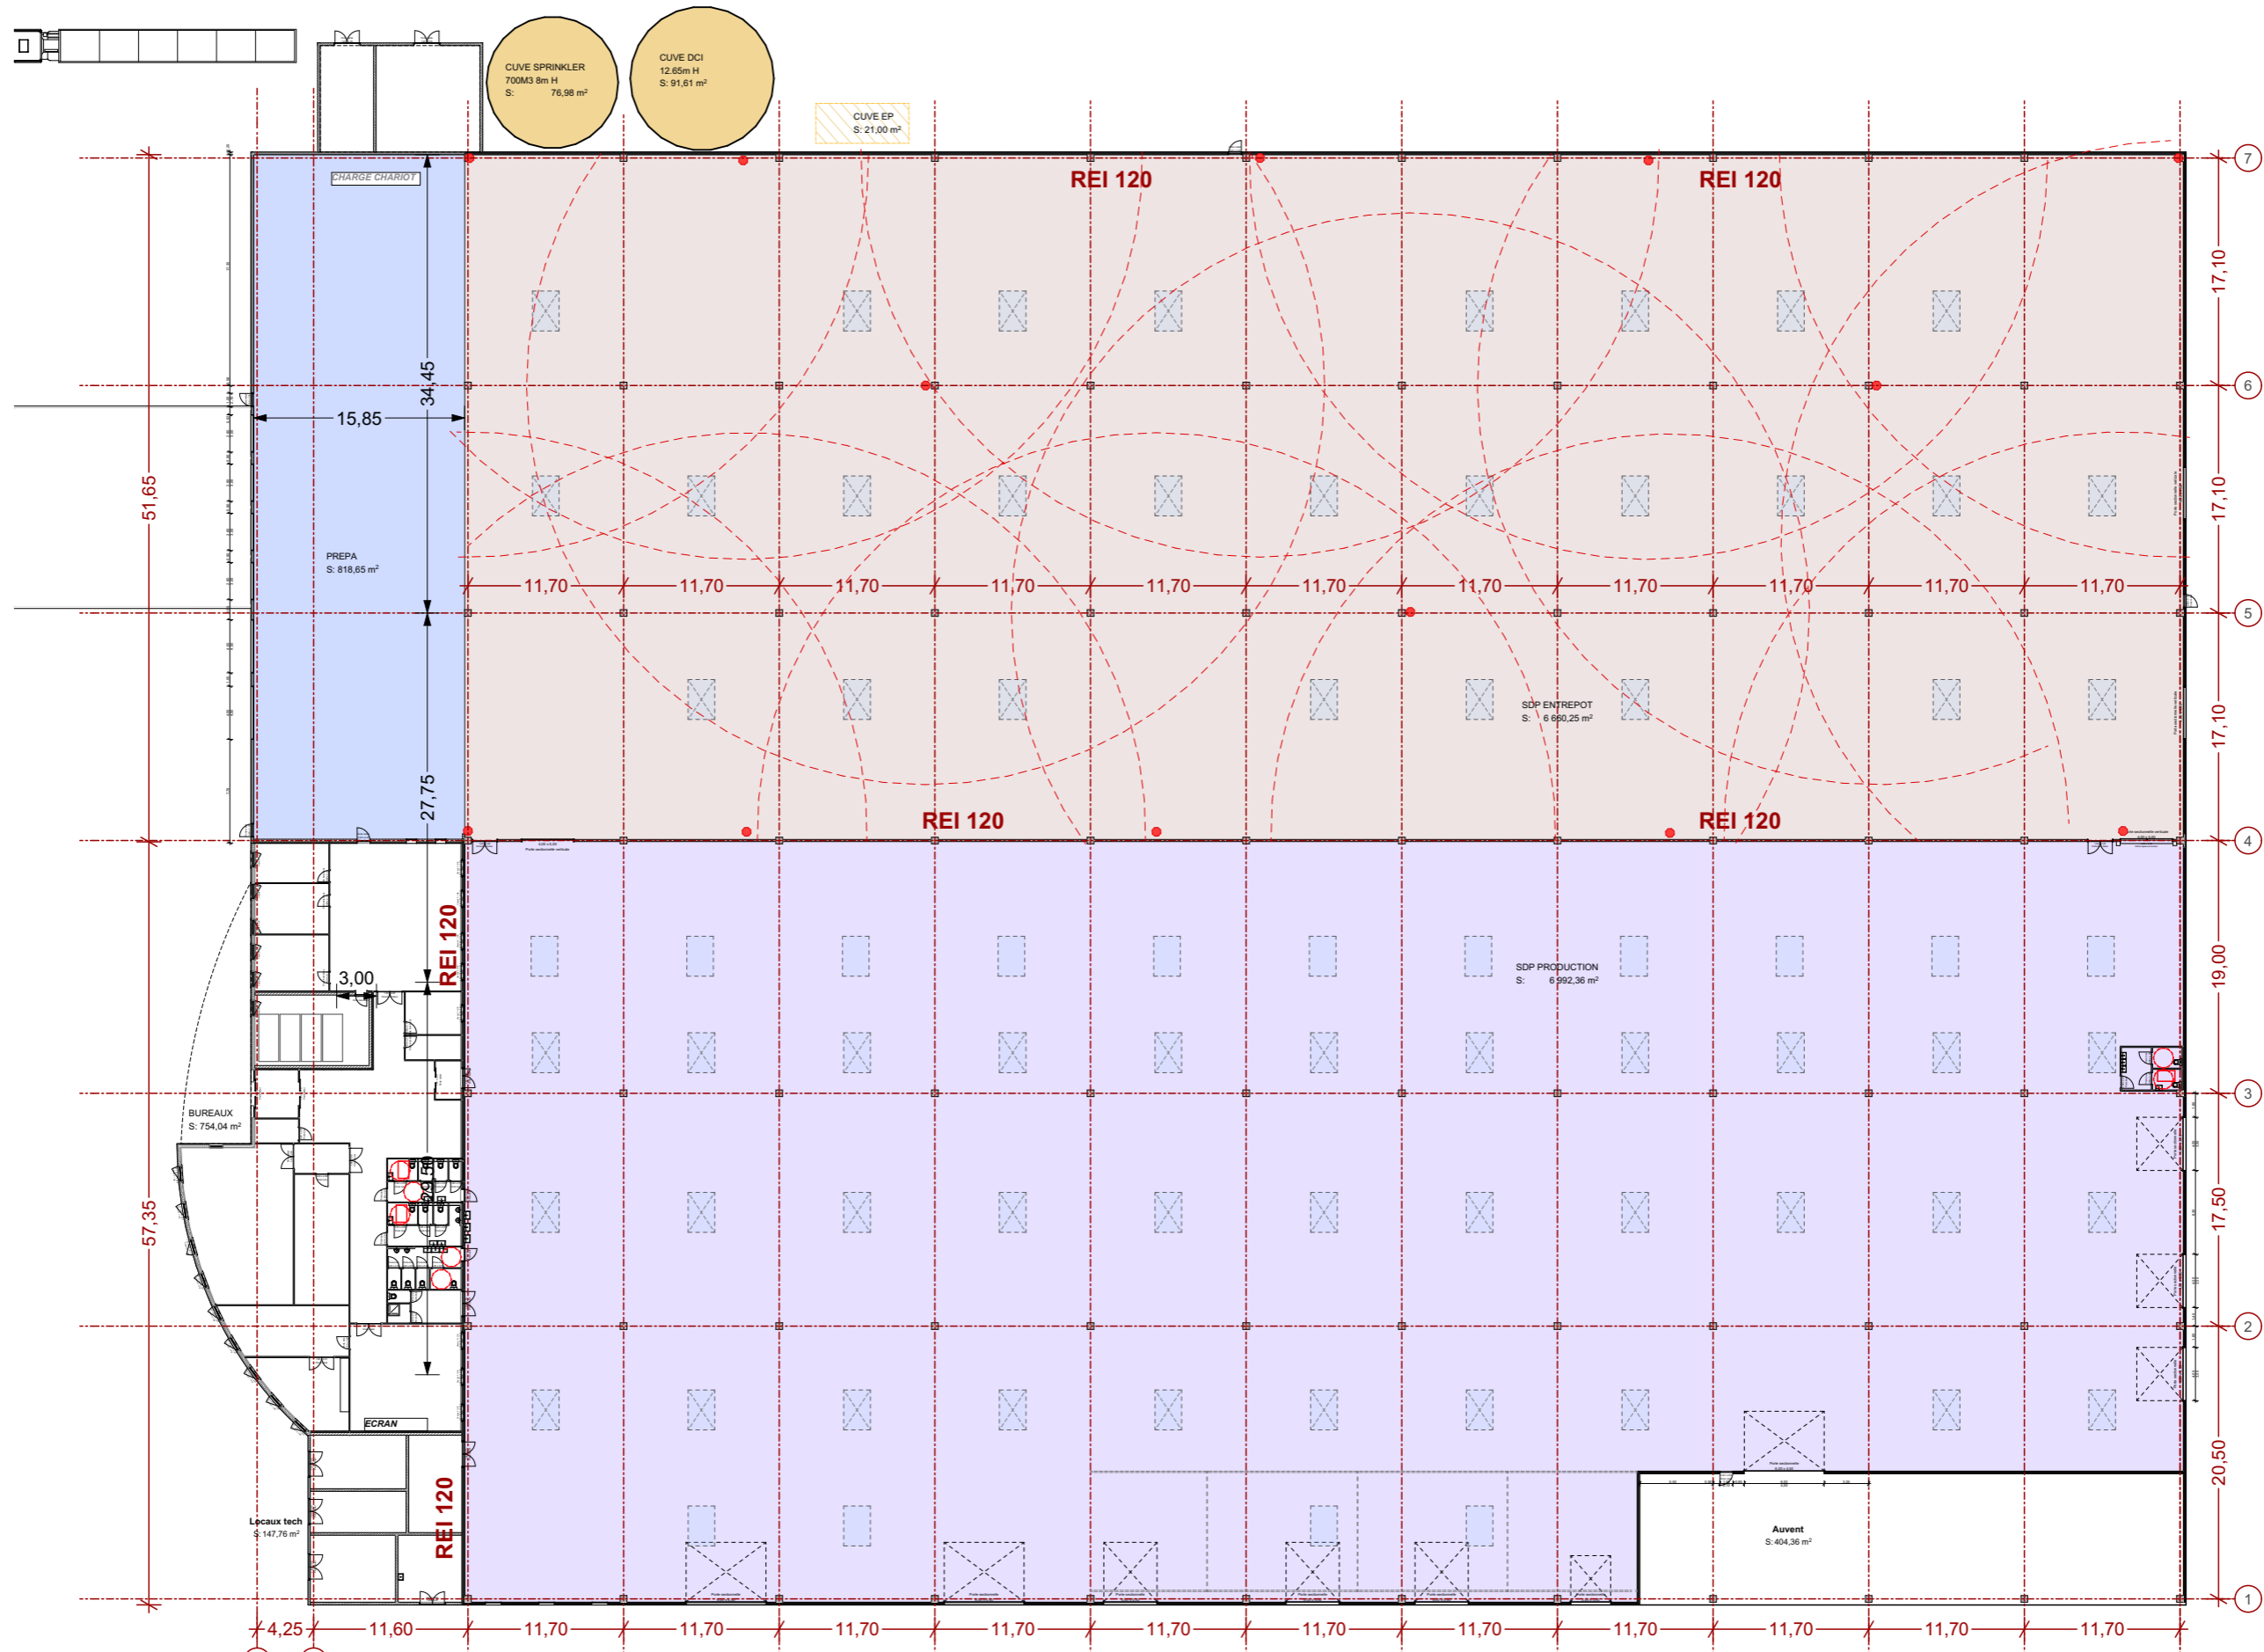 CUVE SPRINKLER
700M3 8m H
S: 76,98 m²
CUVE DCI
12.65m H
S: 91,61 m²
CUVE EP
S: 21,00 m²
CHARGE CHARIOT
REI 120
REI 120
7
17,10
34,45
6
15,85
51,65
17,10
PREPA
S: 818,65 m²
11,70
11,70
11,70
11,70
11,70
11,70
11,70
11,70
11,70
11,70
11,70
5
SDP ENTREPOT
S: 6 660,25 m²
17,10
27,75
REI 120
REI 120
4
REI 120
3,00
SDP PRODUCTION
S: 6 992,36 m²
19,00
BUREAUX
S: 754,04 m²
3
57,35
17,50
2
ECRAN
20,50
REI 120
Locaux tech
S: 147,76 m²
Auvent
S: 404,36 m²
1
4,25
11,60
11,70
11,70
11,70
11,70
11,70
11,70
11,70
11,70
11,70
11,70
11,70